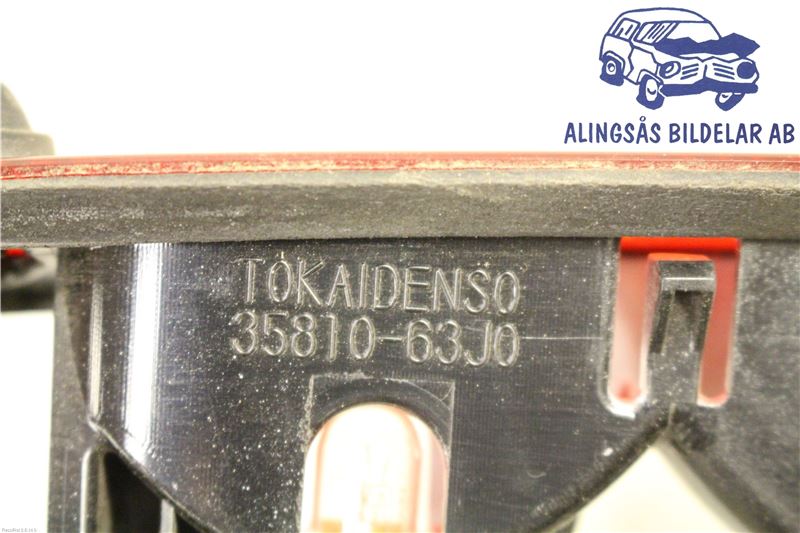 ALINGSÅS BILDELAR AB
TOKAIDENSO
35810-63J0